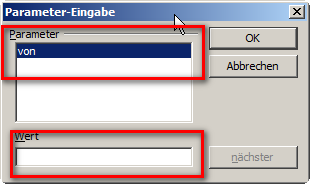 Parameter-Eingabe
Parameter
OK
von
Abbrechen
Wert
nächster